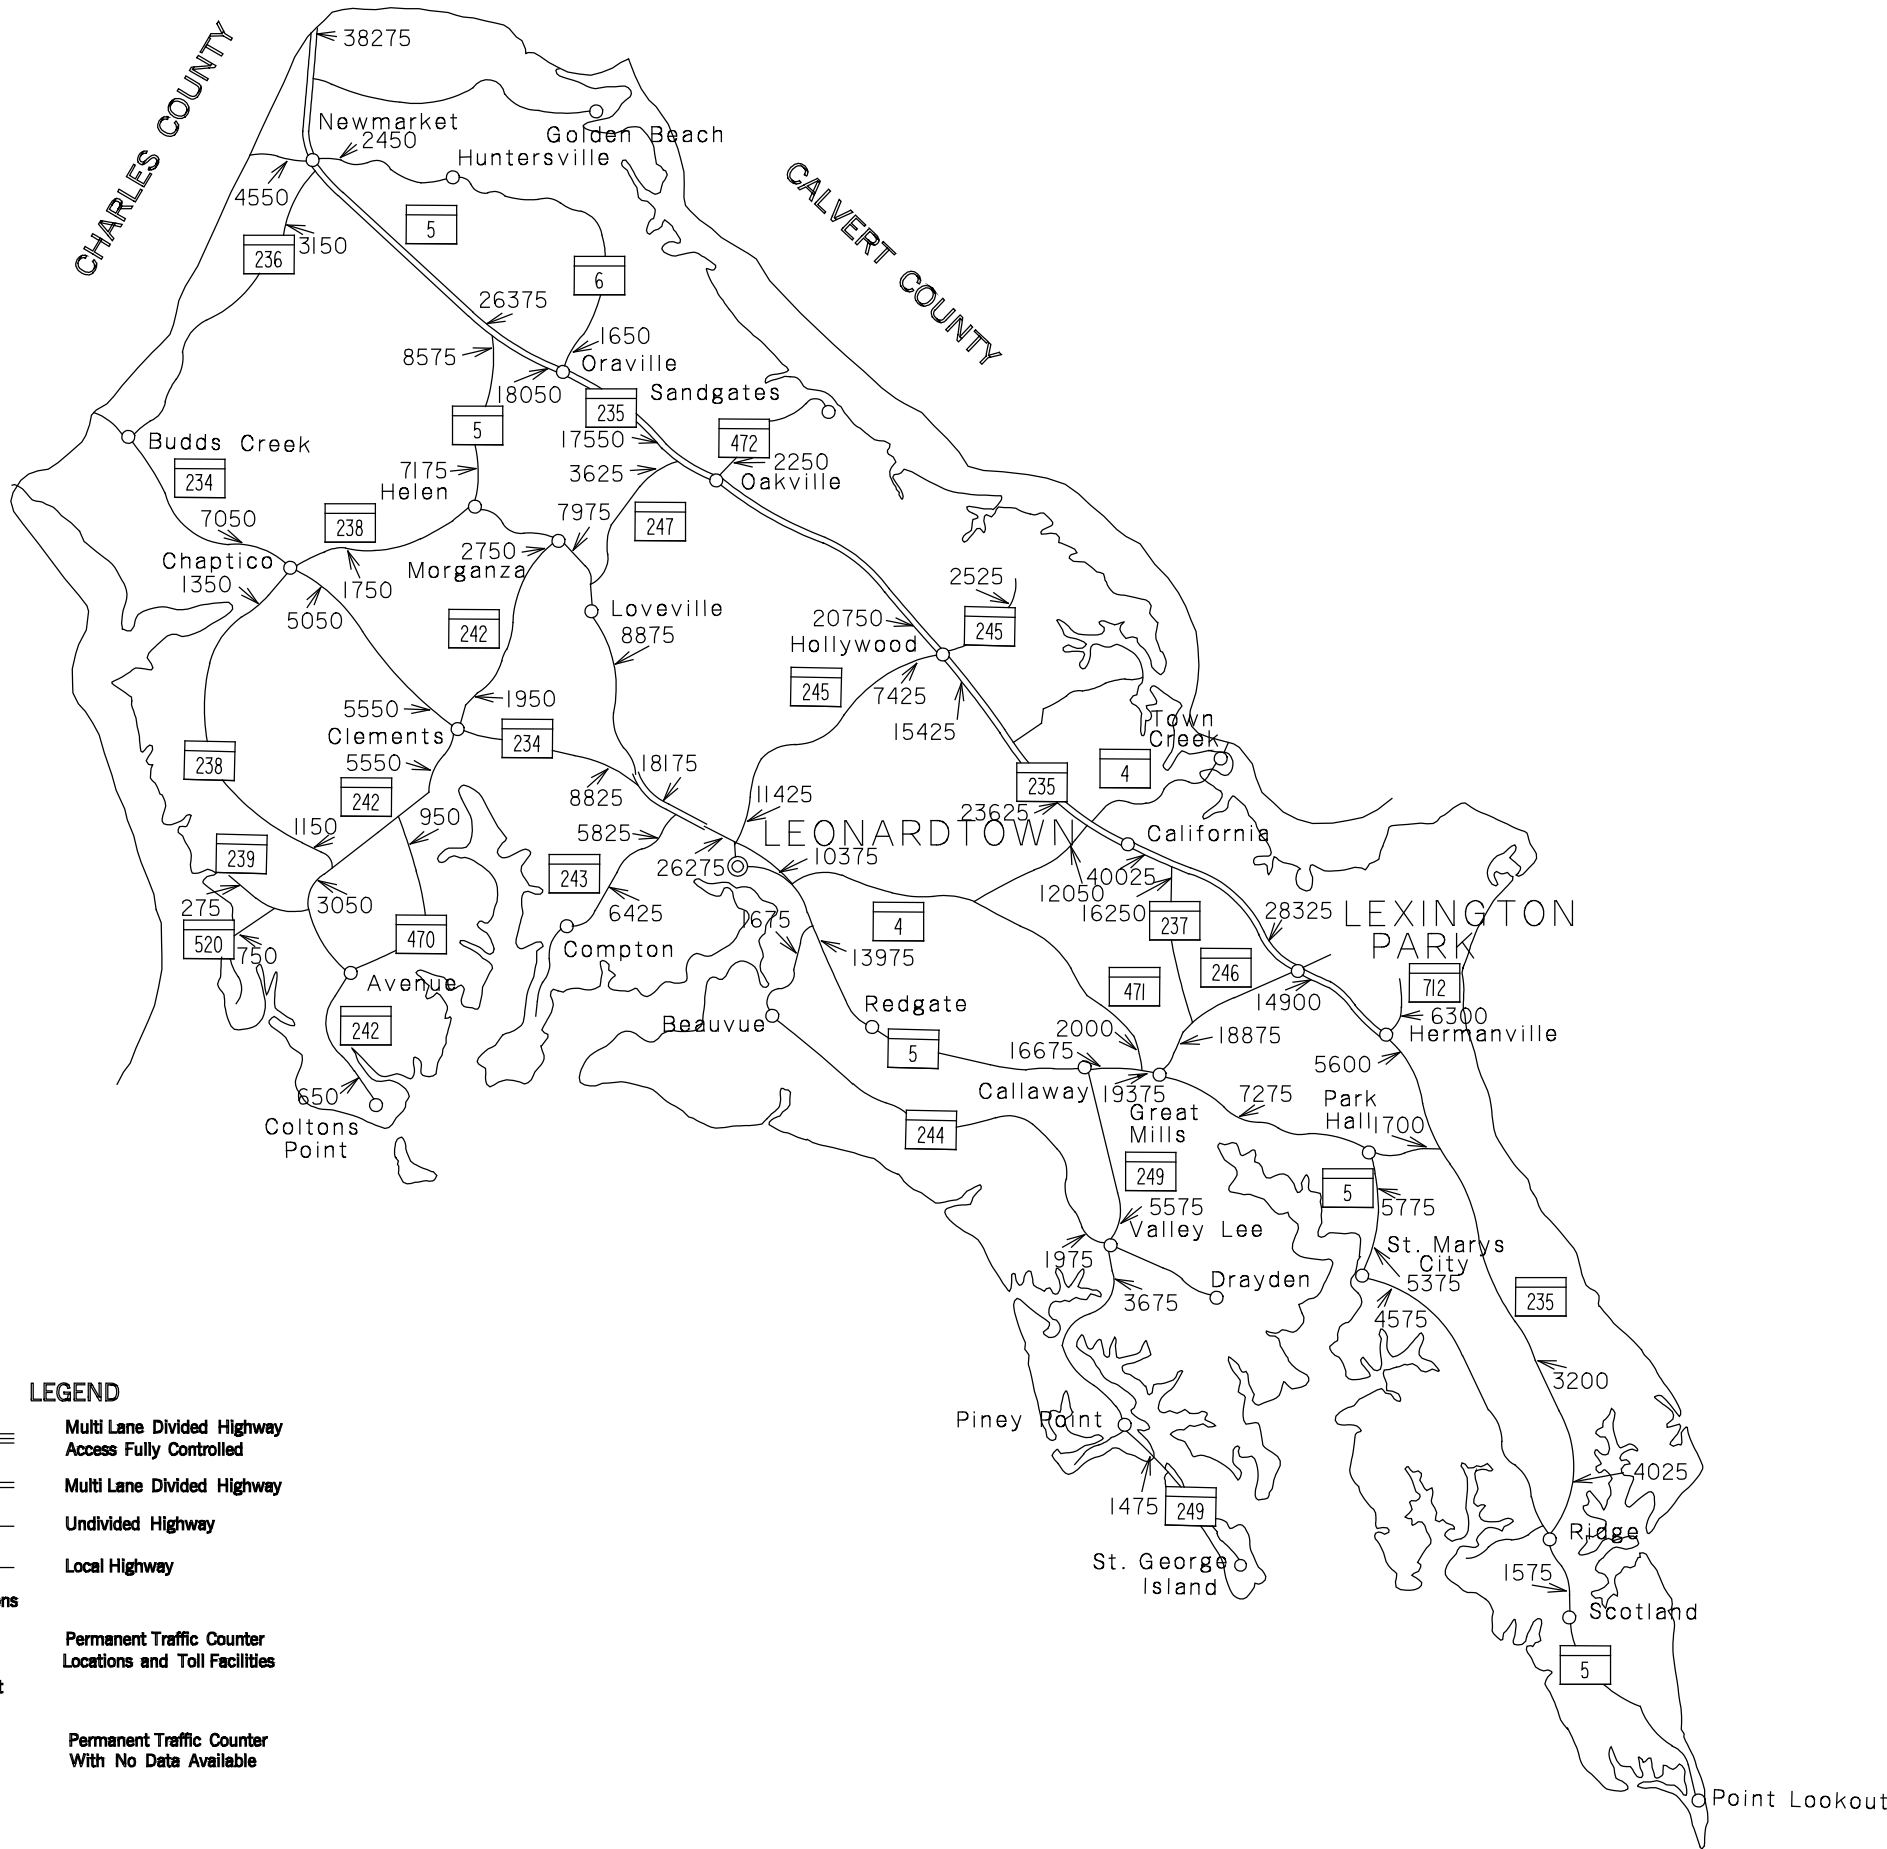 38275
CHARLES COUNTY
Newmarket
2450
Golden Beach
Huntersville
4550
CALVERT COUNTY
5
3150
236
6
26375
1650
8575
Oraville
18050
Sandgates
235
5
17550
472
Budds Creek
2250
3625
234
7175
Oakville
Helen
7050
238
7975
247
2750
Chaptico
Morganza
1350
1750
2525
5050
Loveville
20750
245
242
8875
Hollywood
245
7425
1950
5550
15425
Town
Creek
Clements
234
238
5550
18175
4
235
242
8825
11425
23625
950
1150
5825
LEONARDTOWN
California
239
10375
26275
243
40025
12050
275
3050
6425
1675
4
16250
237
28325
LEXINGTON
PARK
520
470
750
Compton
13975
246
Avenue
471
712
14900
Redgate
6300
242
Beauvue
2000
18875
Hermanville
5
16675
5600
650
Callaway
19375
7275
Park
Hall
Coltons
Point
244
Great
Mills
1700
249
5
5775
5575
Valley Lee
St. Marys
City
1975
Drayden
5375
3675
4575
235
3200
LEGEND
Multi Lane Divided Highway
Access Fully Controlled
Piney Point
Multi Lane Divided Highway
4025
1475
249
Undivided Highway
Ridge
Local Highway
St. George
Island
1575
ons
Scotland
Permanent Traffic Counter
Locations and Toll Facilities
5
t
Permanent Traffic Counter
With No Data Available
Point Lookout